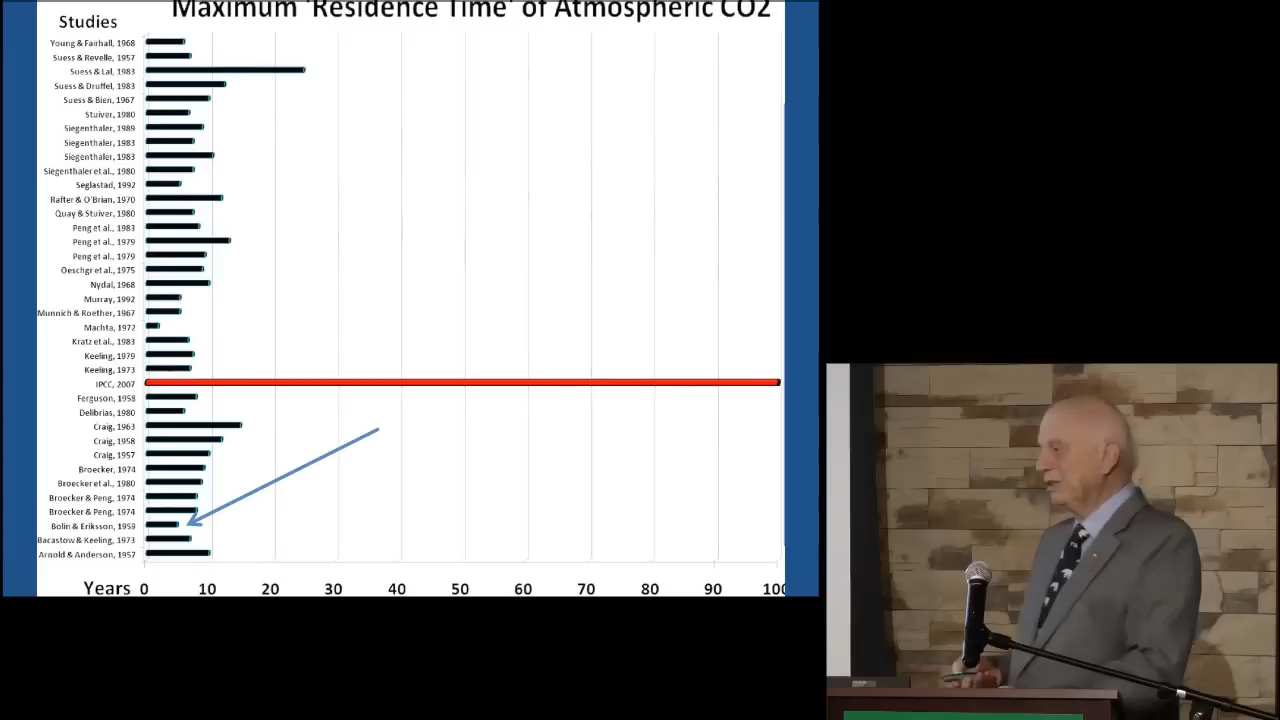 Maximum 'Residence Time' of Atmospheric CO2
Studies
Young & Fairhall, 1968
Suess & Revelle, 1957
Suess & Lal, 1983
Suess & Druffel, 1983
Suess & Bien, 1967
Stuiver, 1980
Siegenthaler, 1989
Siegenthaler, 1983
Siegenthaler, 1983
Siegenthaler et al., 1980
Seglastad, 1992
Rafter & O'Brian, 1970
Quay & Stuiver, 1980
Peng et al., 1983
Peng et al., 1979
Peng et al., 1979
Oeschgr et al., 1975
Nydal, 1968
Murray, 1992
Munnich & Roether, 1967
Machta, 1972
Kratz et al., 1983
Keeling, 1979
Keeling, 1973
IPCC, 2007
Ferguson, 1958
Delibrias, 1980
Craig, 1963
Craig, 1958
Craig, 1957
Broecker, 1974
Broecker et al., 1980
Broecker & Peng, 1974
Broecker & Peng, 1974
Bolin & Eriksson, 1959
Bacastow & Keeling, 1973
Arnold & Anderson, 1957
Years 0 10 20 30 40 50 60 70 80 90 100